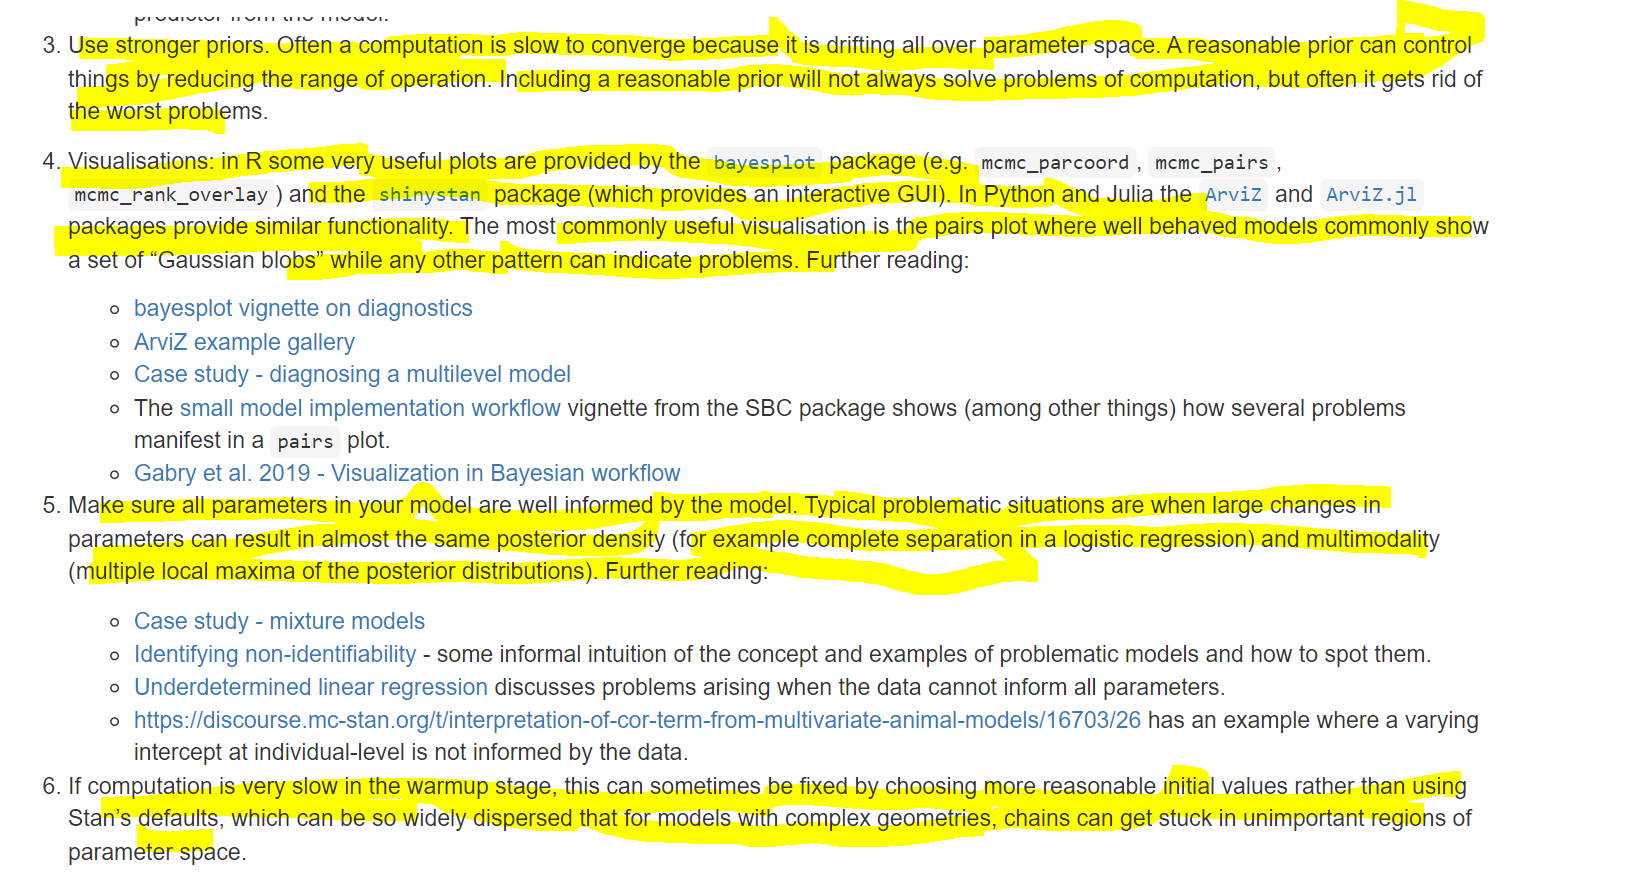 predictor from the model.
3. Use stronger priors. Often a computation is slow to converge because it is drifting all over parameter space. A reasonable prior can control
things by reducing the range of operation. Including a reasonable prior will not always solve problems of computation, but often it gets rid of
the worst problems.
4. Visualisations: in R some very useful plots are provided by the bayesplot package (e.g. mcmc_parcoord , mcmc_pairs ,
mcmc_rank_overlay ) and the shinystan package (which provides an interactive GUI). In Python and Julia the ArviZ and ArviZ.jl
packages provide similar functionality. The most commonly useful visualisation is the pairs plot where well behaved models commonly show
a set of “Gaussian blobs” while any other pattern can indicate problems. Further reading:
bayesplot vignette on diagnostics
ArviZ example gallery
Case study - diagnosing a multilevel model
The small model implementation workflow vignette from the SBC package shows (among other things) how several problems
manifest in a pairs plot.
Gabry et al. 2019 - Visualization in Bayesian workflow
5. Make sure all parameters in your model are well informed by the model. Typical problematic situations are when large changes in
parameters can result in almost the same posterior density (for example complete separation in a logistic regression) and multimodality
(multiple local maxima of the posterior distributions). Further reading:
Case study - mixture models
Identifying non-identifiability - some informal intuition of the concept and examples of problematic models and how to spot them.
Underdetermined linear regression discusses problems arising when the data cannot inform all parameters.
https://discourse.mc-stan.org/t/interpretation-of-cor-term-from-multivariate-animal-models/16703/26 has an example where a varying
intercept at individual-level is not informed by the data.
6. If computation is very slow in the warmup stage, this can sometimes be fixed by choosing more reasonable initial values rather than using
Stan’s defaults, which can be so widely dispersed that for models with complex geometries, chains can get stuck in unimportant regions of
parameter space.